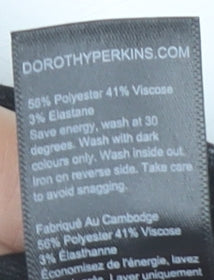 DOROTHYPERKINS.COM
56% Polyester 41% Viscose
3% Elastane
Save energy, wash at 30
degrees. Wash with dark
colours only. Wash inside out.
Iron on reverse side. Take care
to avoid snagging.
Fabriqué Au Cambodge
56% Polyester 41% Viscose
3% Élasthanne
Économisez de l'énergie, lavez
Laver uniquement